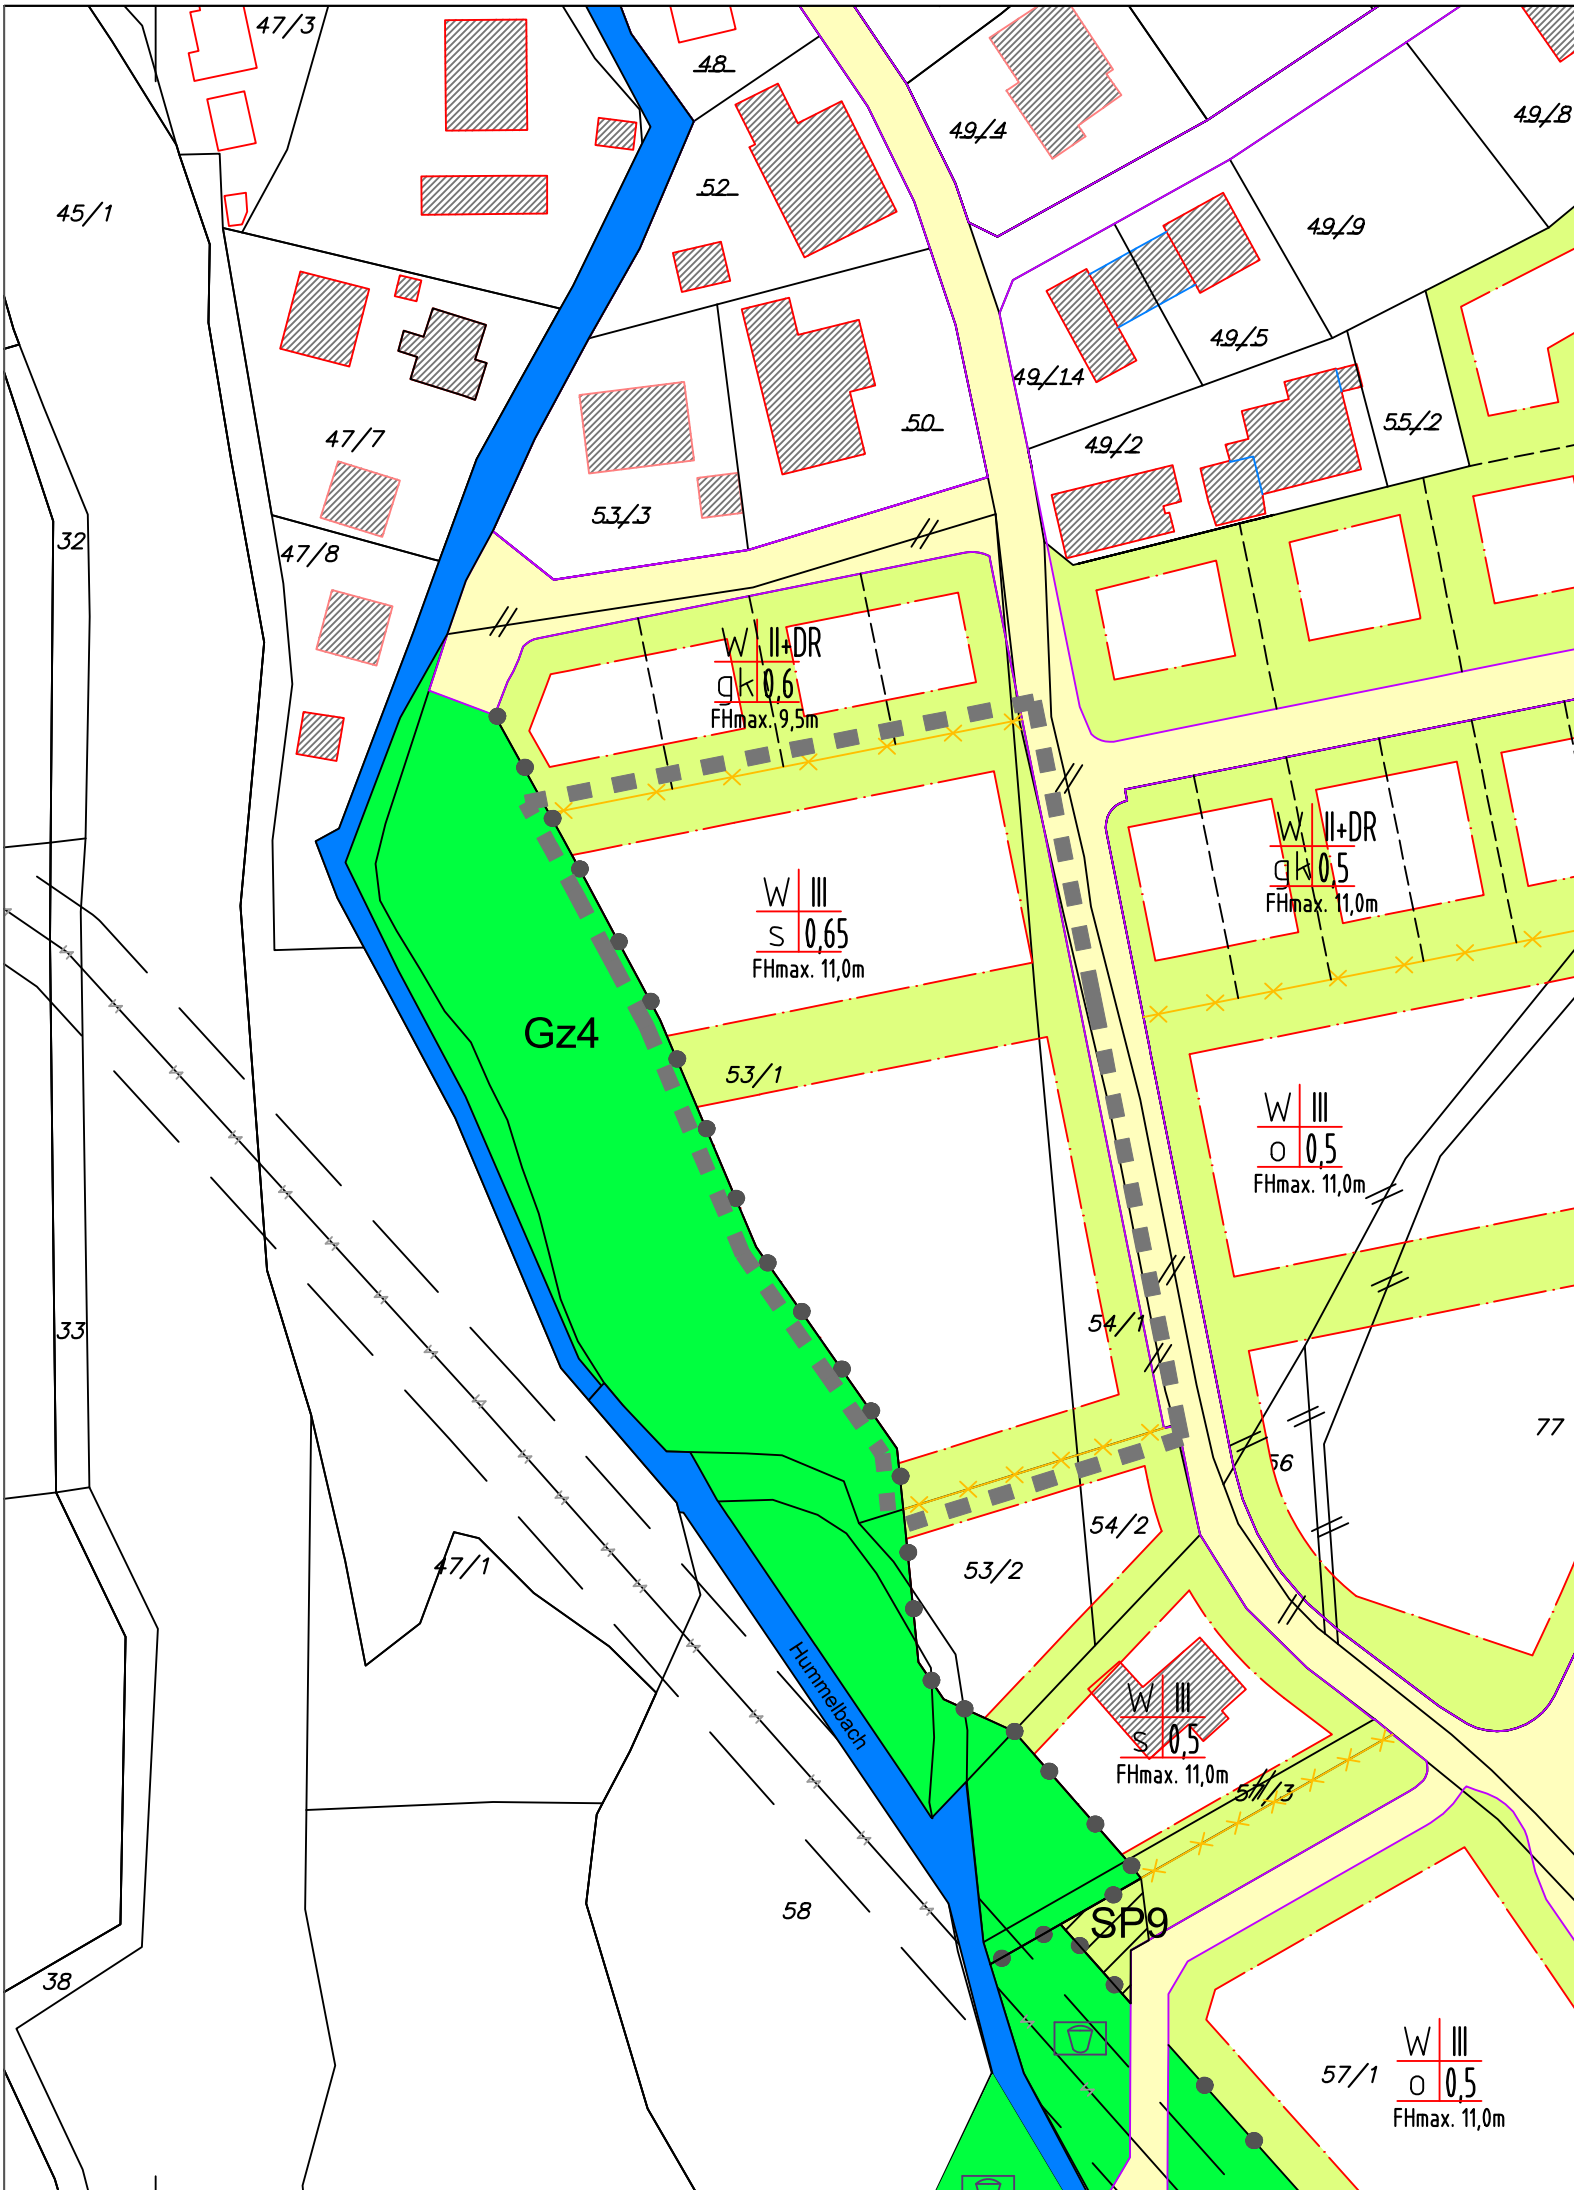 47/3
48
49/4
49/8
45/1
52
49/9
49/5
49/14
50
49/2
55/2
47/7
53/3
32
47/8
W II+DR
gk 0,6
FHmax. 9,5m
W II+DR
gk 0,5
FHmax. 11,0m
W III
s 0,65
FHmax. 11,0m
Gz4
53/1
W III
o 0,5
FHmax. 11,0m
33
54/1
77
56
54/2
47/1
53/2
Hummelbach
W III
s 0,5
FHmax. 11,0m
57/3
58
SP9
38
57/1
W III
o 0,5
FHmax. 11,0m